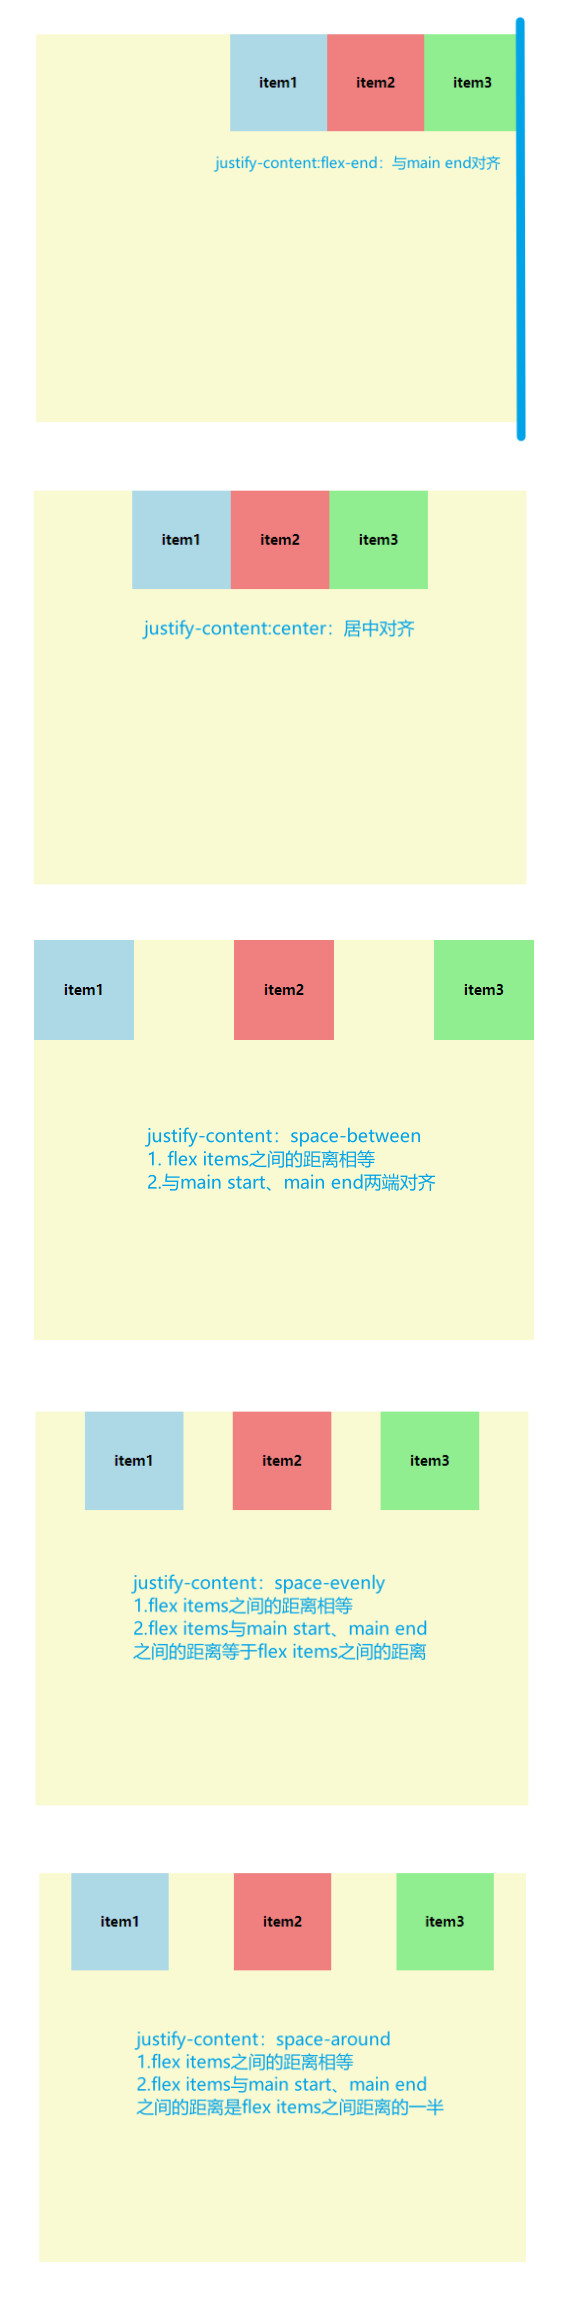 item1 item2 item3
justify-content:flex-end：与main end对齐
item1 item2 item3
justify-content:center：居中对齐
item1 item2 item3
justify-content：space-between
1. flex items之间的距离相等
2.与main start、main end两端对齐
item1 item2 item3
justify-content：space-evenly
1.flex items之间的距离相等
2.flex items与main start、main end
之间的距离等于flex items之间的距离
item1 item2 item3
justify-content：space-around
1.flex items之间的距离相等
2.flex items与main start、main end
之间的距离是flex items之间距离的一半